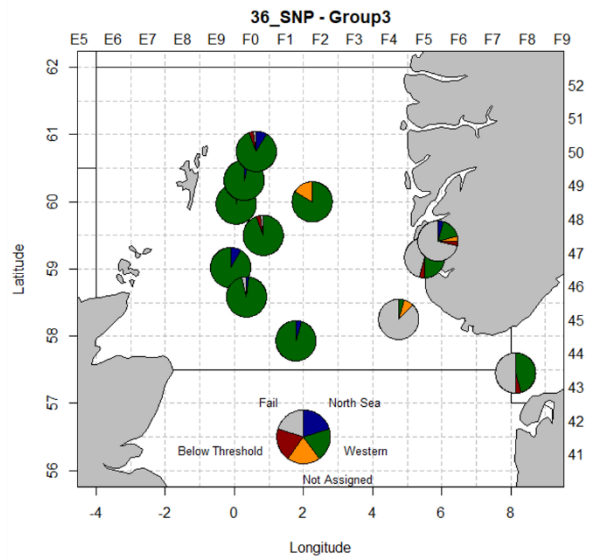 36_SNP - Group3
E5 E6 E7 E8 E9 F0 F1 F2 F3 F4 F5 F6 F7 F8 F9
62
61
60
59
58
57
56
Latitude
52
51
50
49
48
47
46
45
44
43
42
41
Fail North Sea
Below Threshold Western
Not Assigned
-4 -2 0 2 4 6 8
Longitude